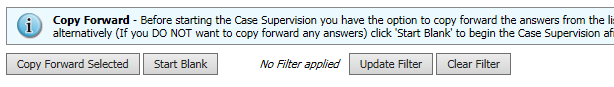 Copy Forward - Before starting the Case Supervision you have the option to copy forward the answers from the
alternatively (If you DO NOT want to copy forward any answers) click 'Start Blank' to begin the Case Supervision
Copy Forward Selected Start Blank No Filter applied Update Filter Clear Filter